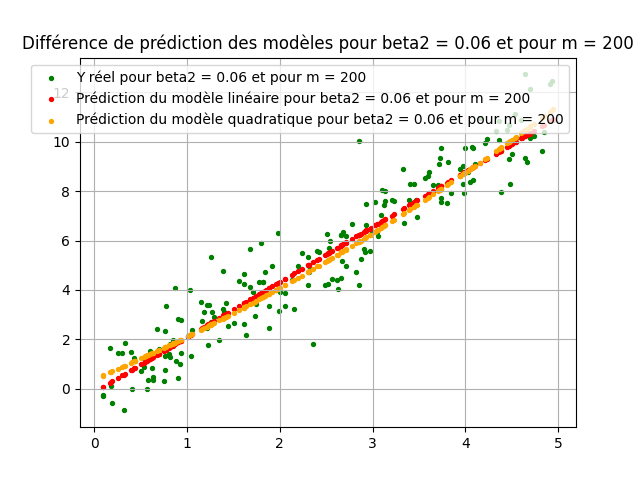 Différence de prédiction des modèles pour beta2 = 0.06 et pour m = 200
Y réel pour beta2 = 0.06 et pour m = 200
Prédiction du modèle linéaire pour beta2 = 0.06 et pour m = 200
Prédiction du modèle quadratique pour beta2 = 0.06 et pour m = 200
12
10
8
6
4
2
0
0 1 2 3 4 5